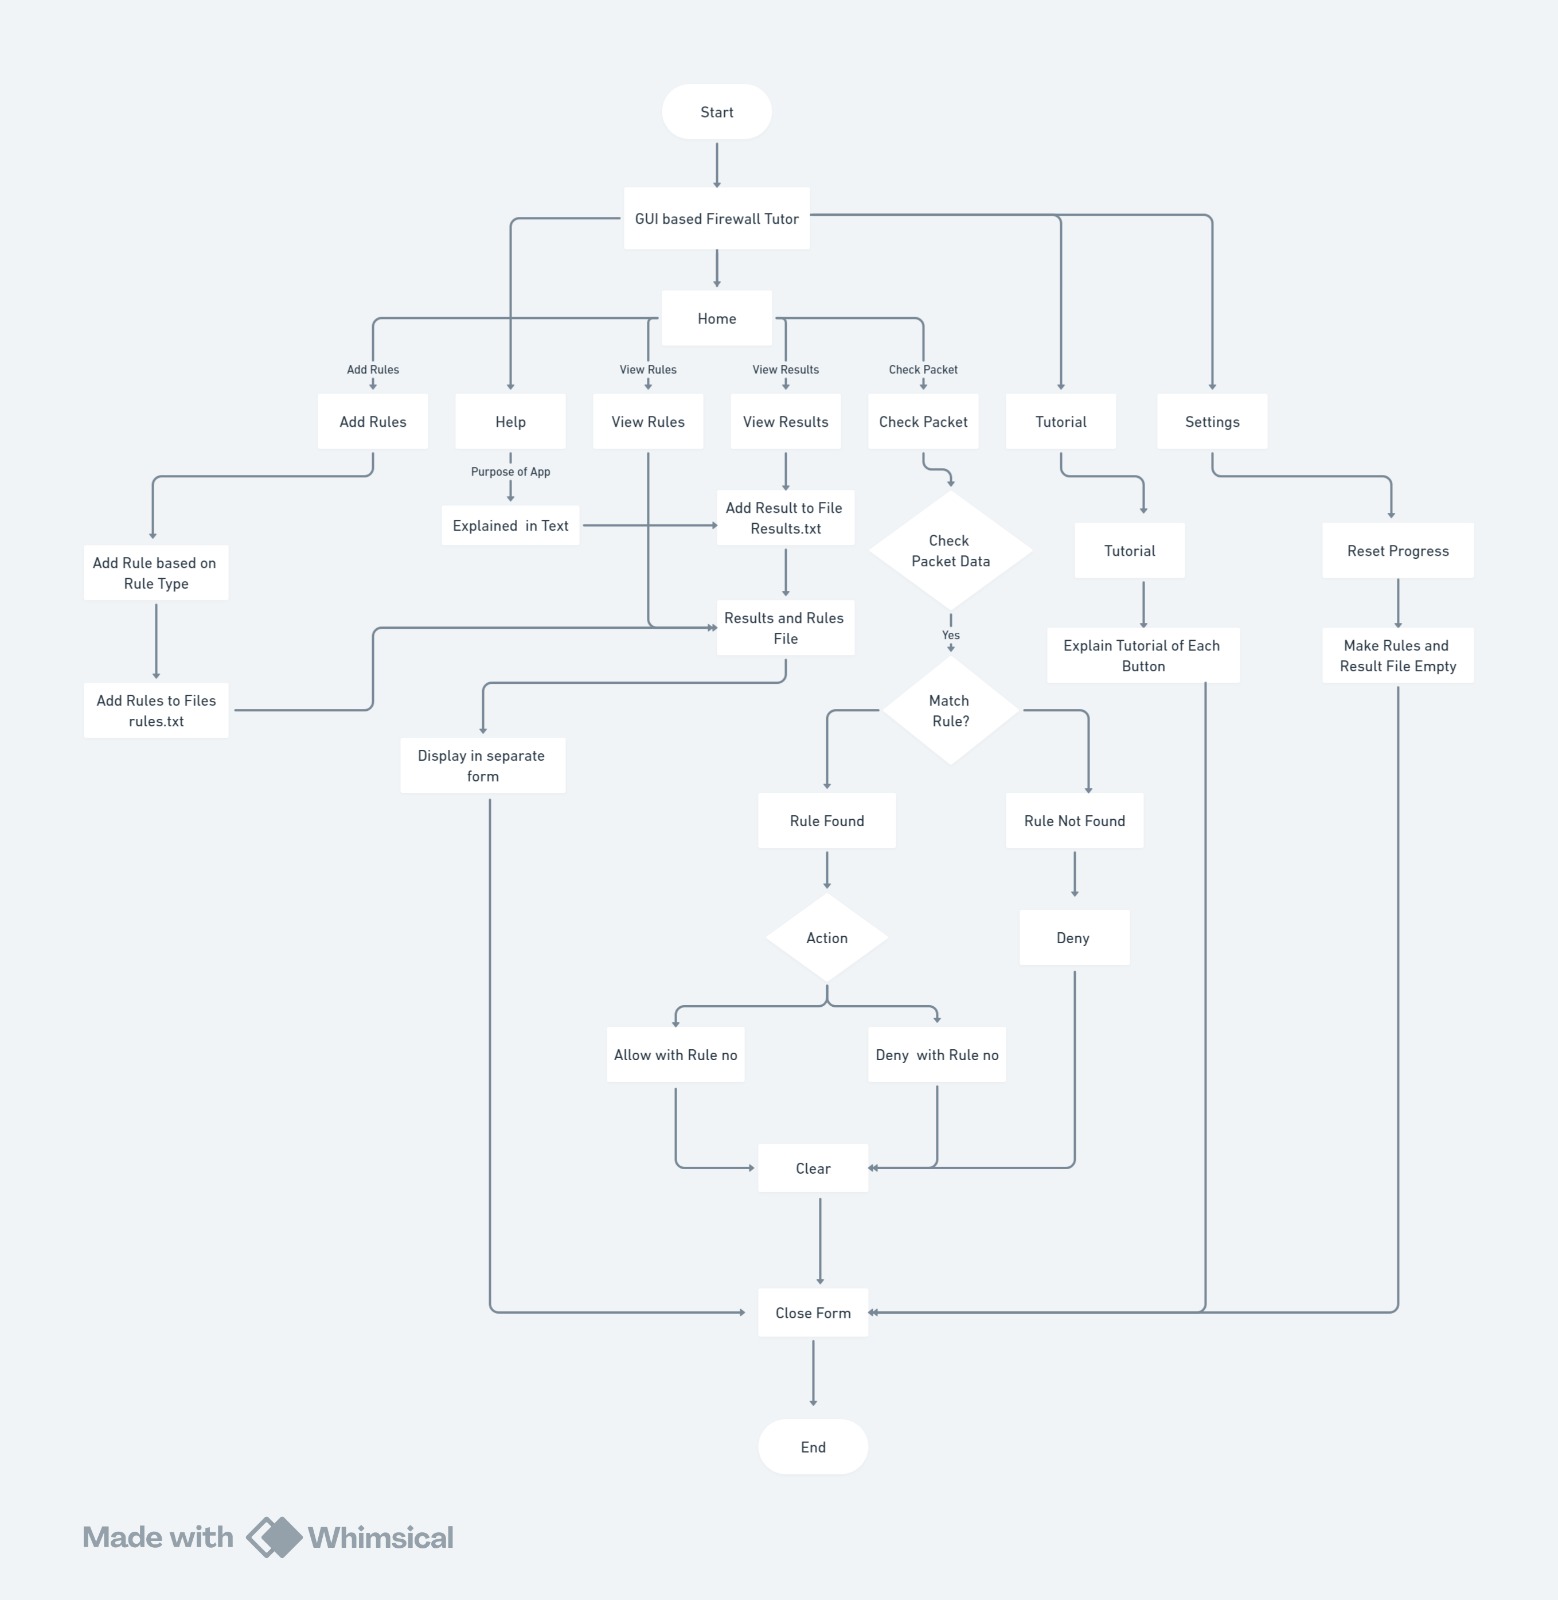 Start
GUI based Firewall Tutor
Home
Add Rules
View Rules
View Results
Check Packet
Add Rules
Help
View Rules
View Results
Check Packet
Tutorial
Settings
Purpose of App
Explained  in Text
Add Result to File
Results.txt
Check
Packet Data
Tutorial
Reset Progress
Add Rule based on
Rule Type
Results and Rules
File
Yes
Explain Tutorial of Each
Button
Make Rules and
Result File Empty
Add Rules to Files
rules.txt
Match
Rule?
Display in separate
form
Rule Found
Rule Not Found
Action
Deny
Allow with Rule no
Deny  with Rule no
Clear
Close Form
End
Made with Whimsical